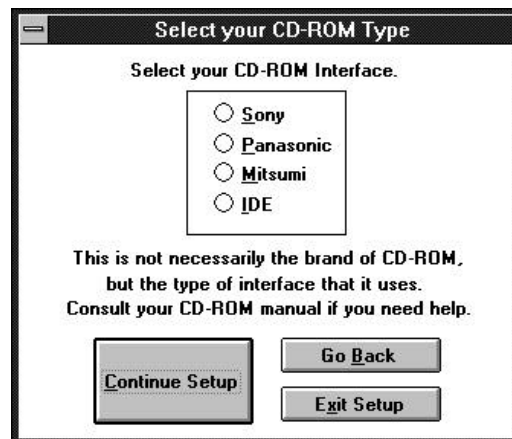 Select your CD-ROM Type
Select your CD-ROM Interface.
Sony
Panasonic
Mitsumi
IDE
This is not necessarily the brand of CD-ROM,
but the type of interface that it uses.
Consult your CD-ROM manual if you need help.
Continue Setup
Go Back
Exit Setup